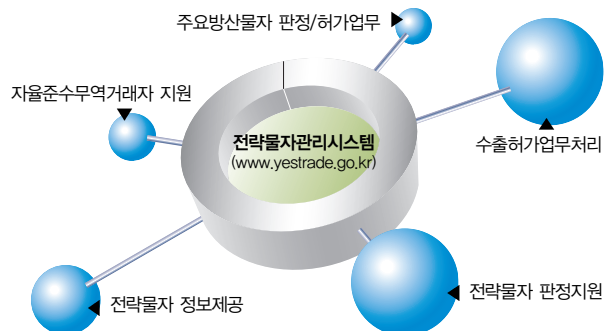 주요방산물자 판정/허가업무
자율준수무역거래자 지원
전략물자관리시스템
(www.yestrade.go.kr)
수출허가업무처리
전략물자 정보제공
전략물자 판정지원